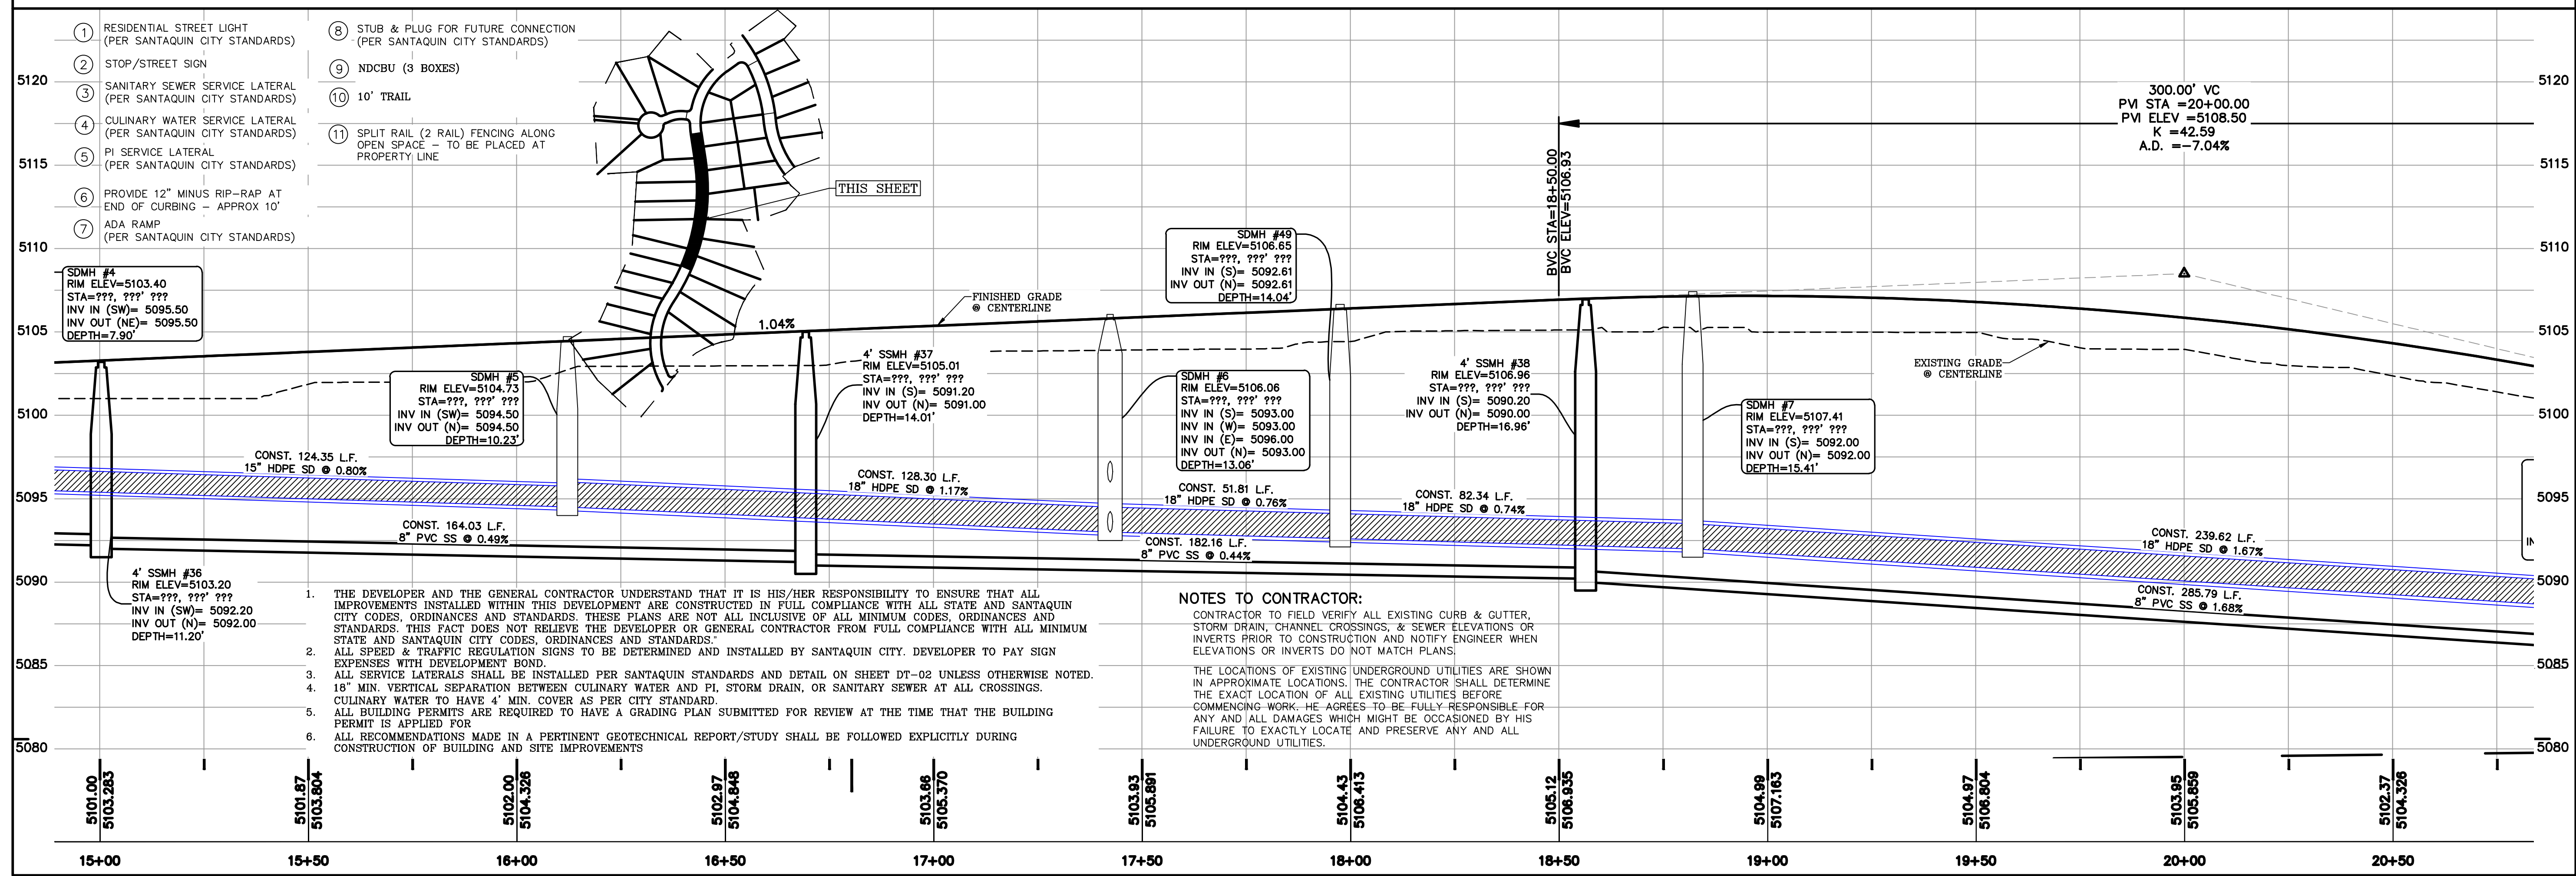 ① RESIDENTIAL STREET LIGHT
(PER SANTAQUIN CITY STANDARDS)
② STOP/STREET SIGN
③ SANITARY SEWER SERVICE LATERAL
(PER SANTAQUIN CITY STANDARDS)
④ CULINARY WATER SERVICE LATERAL
(PER SANTAQUIN CITY STANDARDS)
⑤ PI SERVICE LATERAL
(PER SANTAQUIN CITY STANDARDS)
⑥ PROVIDE 12" MINUS RIP-RAP AT
END OF CURBING - APPROX 10'
⑦ ADA RAMP
(PER SANTAQUIN CITY STANDARDS)
⑧ STUB & PLUG FOR FUTURE CONNECTION
(PER SANTAQUIN CITY STANDARDS)
⑨ NDCBU (3 BOXES)
⑩ 10' TRAIL
⑪ SPLIT RAIL (2 RAIL) FENCING ALONG
OPEN SPACE - TO BE PLACED AT
PROPERTY LINE
THIS SHEET
5120
5115
5110
5105
5100
5095
5090
5085
5080
SDMH #4
RIM ELEV=5103.40
STA=???, ???' ???
INV IN (SW)= 5095.50
INV OUT (NE)= 5095.50
DEPTH=7.90'
SDMH #5
RIM ELEV=5104.73
STA=???, ???' ???
INV IN (SW)= 5094.50
INV OUT (N)= 5094.50
DEPTH=10.23'
1.04%
4' SSMH #37
RIM ELEV=5105.01
STA=???, ???' ???
INV IN (S)= 5091.20
INV OUT (N)= 5091.00
DEPTH=14.01'
FINISHED GRADE
@ CENTERLINE
SDMH #49
RIM ELEV=5106.65
STA=???, ???' ???
INV IN (S)= 5092.61
INV OUT (N)= 5092.61
DEPTH=14.04'
SDMH #6
RIM ELEV=5106.06
STA=???, ???' ???
INV IN (S)= 5093.00
INV IN (W)= 5093.00
INV IN (E)= 5096.00
INV OUT (N)= 5093.00
DEPTH=13.06'
4' SSMH #38
RIM ELEV=5106.96
STA=???, ???' ???
INV IN (S)= 5090.20
INV OUT (N)= 5090.00
DEPTH=16.96'
BVC STA=18+50.00
BVC ELEV=5106.93
SDMH #7
RIM ELEV=5107.41
STA=???, ???' ???
INV IN (S)= 5092.00
INV OUT (N)= 5092.00
DEPTH=15.41'
EXISTING GRADE
@ CENTERLINE
300.00' VC
PVI STA =20+00.00
PVI ELEV =5108.50
K =42.59
A.D. =-7.04%
5120
5115
5110
5105
5100
5095
5090
5085
5080
IN
CONST. 124.35 L.F.
15" HDPE SD @ 0.80%
CONST. 164.03 L.F.
8" PVC SS @ 0.49%
CONST. 128.30 L.F.
18" HDPE SD @ 1.17%
CONST. 51.81 L.F.
18" HDPE SD @ 0.76%
CONST. 182.16 L.F.
8" PVC SS @ 0.44%
CONST. 82.34 L.F.
18" HDPE SD @ 0.74%
CONST. 239.62 L.F.
18" HDPE SD @ 1.67%
CONST. 285.79 L.F.
8" PVC SS @ 1.68%
4' SSMH #36
RIM ELEV=5103.20
STA=???, ???' ???
INV IN (SW)= 5092.20
INV OUT (N)= 5092.00
DEPTH=11.20'
1. THE DEVELOPER AND THE GENERAL CONTRACTOR UNDERSTAND THAT IT IS HIS/HER RESPONSIBILITY TO ENSURE THAT ALL
IMPROVEMENTS INSTALLED WITHIN THIS DEVELOPMENT ARE CONSTRUCTED IN FULL COMPLIANCE WITH ALL STATE AND SANTAQUIN
CITY CODES, ORDINANCES AND STANDARDS. THESE PLANS ARE NOT ALL INCLUSIVE OF ALL MINIMUM CODES, ORDINANCES AND
STANDARDS. THIS FACT DOES NOT RELIEVE THE DEVELOPER OR GENERAL CONTRACTOR FROM FULL COMPLIANCE WITH ALL MINIMUM
STATE AND SANTAQUIN CITY CODES, ORDINANCES AND STANDARDS."
2. ALL SPEED & TRAFFIC REGULATION SIGNS TO BE DETERMINED AND INSTALLED BY SANTAQUIN CITY. DEVELOPER TO PAY SIGN
EXPENSES WITH DEVELOPMENT BOND.
3. ALL SERVICE LATERALS SHALL BE INSTALLED PER SANTAQUIN STANDARDS AND DETAIL ON SHEET DT-02 UNLESS OTHERWISE NOTED.
4. 18" MIN. VERTICAL SEPARATION BETWEEN CULINARY WATER AND PI, STORM DRAIN, OR SANITARY SEWER AT ALL CROSSINGS.
CULINARY WATER TO HAVE 4' MIN. COVER AS PER CITY STANDARD.
5. ALL BUILDING PERMITS ARE REQUIRED TO HAVE A GRADING PLAN SUBMITTED FOR REVIEW AT THE TIME THAT THE BUILDING
PERMIT IS APPLIED FOR
6. ALL RECOMMENDATIONS MADE IN A PERTINENT GEOTECHNICAL REPORT/STUDY SHALL BE FOLLOWED EXPLICITLY DURING
CONSTRUCTION OF BUILDING AND SITE IMPROVEMENTS
NOTES TO CONTRACTOR:
CONTRACTOR TO FIELD VERIFY ALL EXISTING CURB & GUTTER,
STORM DRAIN, CHANNEL CROSSINGS, & SEWER ELEVATIONS OR
INVERTS PRIOR TO CONSTRUCTION AND NOTIFY ENGINEER WHEN
ELEVATIONS OR INVERTS DO NOT MATCH PLANS.
THE LOCATIONS OF EXISTING UNDERGROUND UTILITIES ARE SHOWN
IN APPROXIMATE LOCATIONS. THE CONTRACTOR SHALL DETERMINE
THE EXACT LOCATION OF ALL EXISTING UTILITIES BEFORE
COMMENCING WORK. HE AGREES TO BE FULLY RESPONSIBLE FOR
ANY AND ALL DAMAGES WHICH MIGHT BE OCCASIONED BY HIS
FAILURE TO EXACTLY LOCATE AND PRESERVE ANY AND ALL
UNDERGROUND UTILITIES.
5101.00
5103.283
5101.87
5103.804
5102.00
5104.326
5102.97
5104.848
5103.66
5105.370
5103.93
5105.891
5104.43
5106.413
5105.12
5106.935
5104.99
5107.163
5104.97
5106.804
5103.95
5105.859
5102.37
5104.326
15+00
15+50
16+00
16+50
17+00
17+50
18+00
18+50
19+00
19+50
20+00
20+50